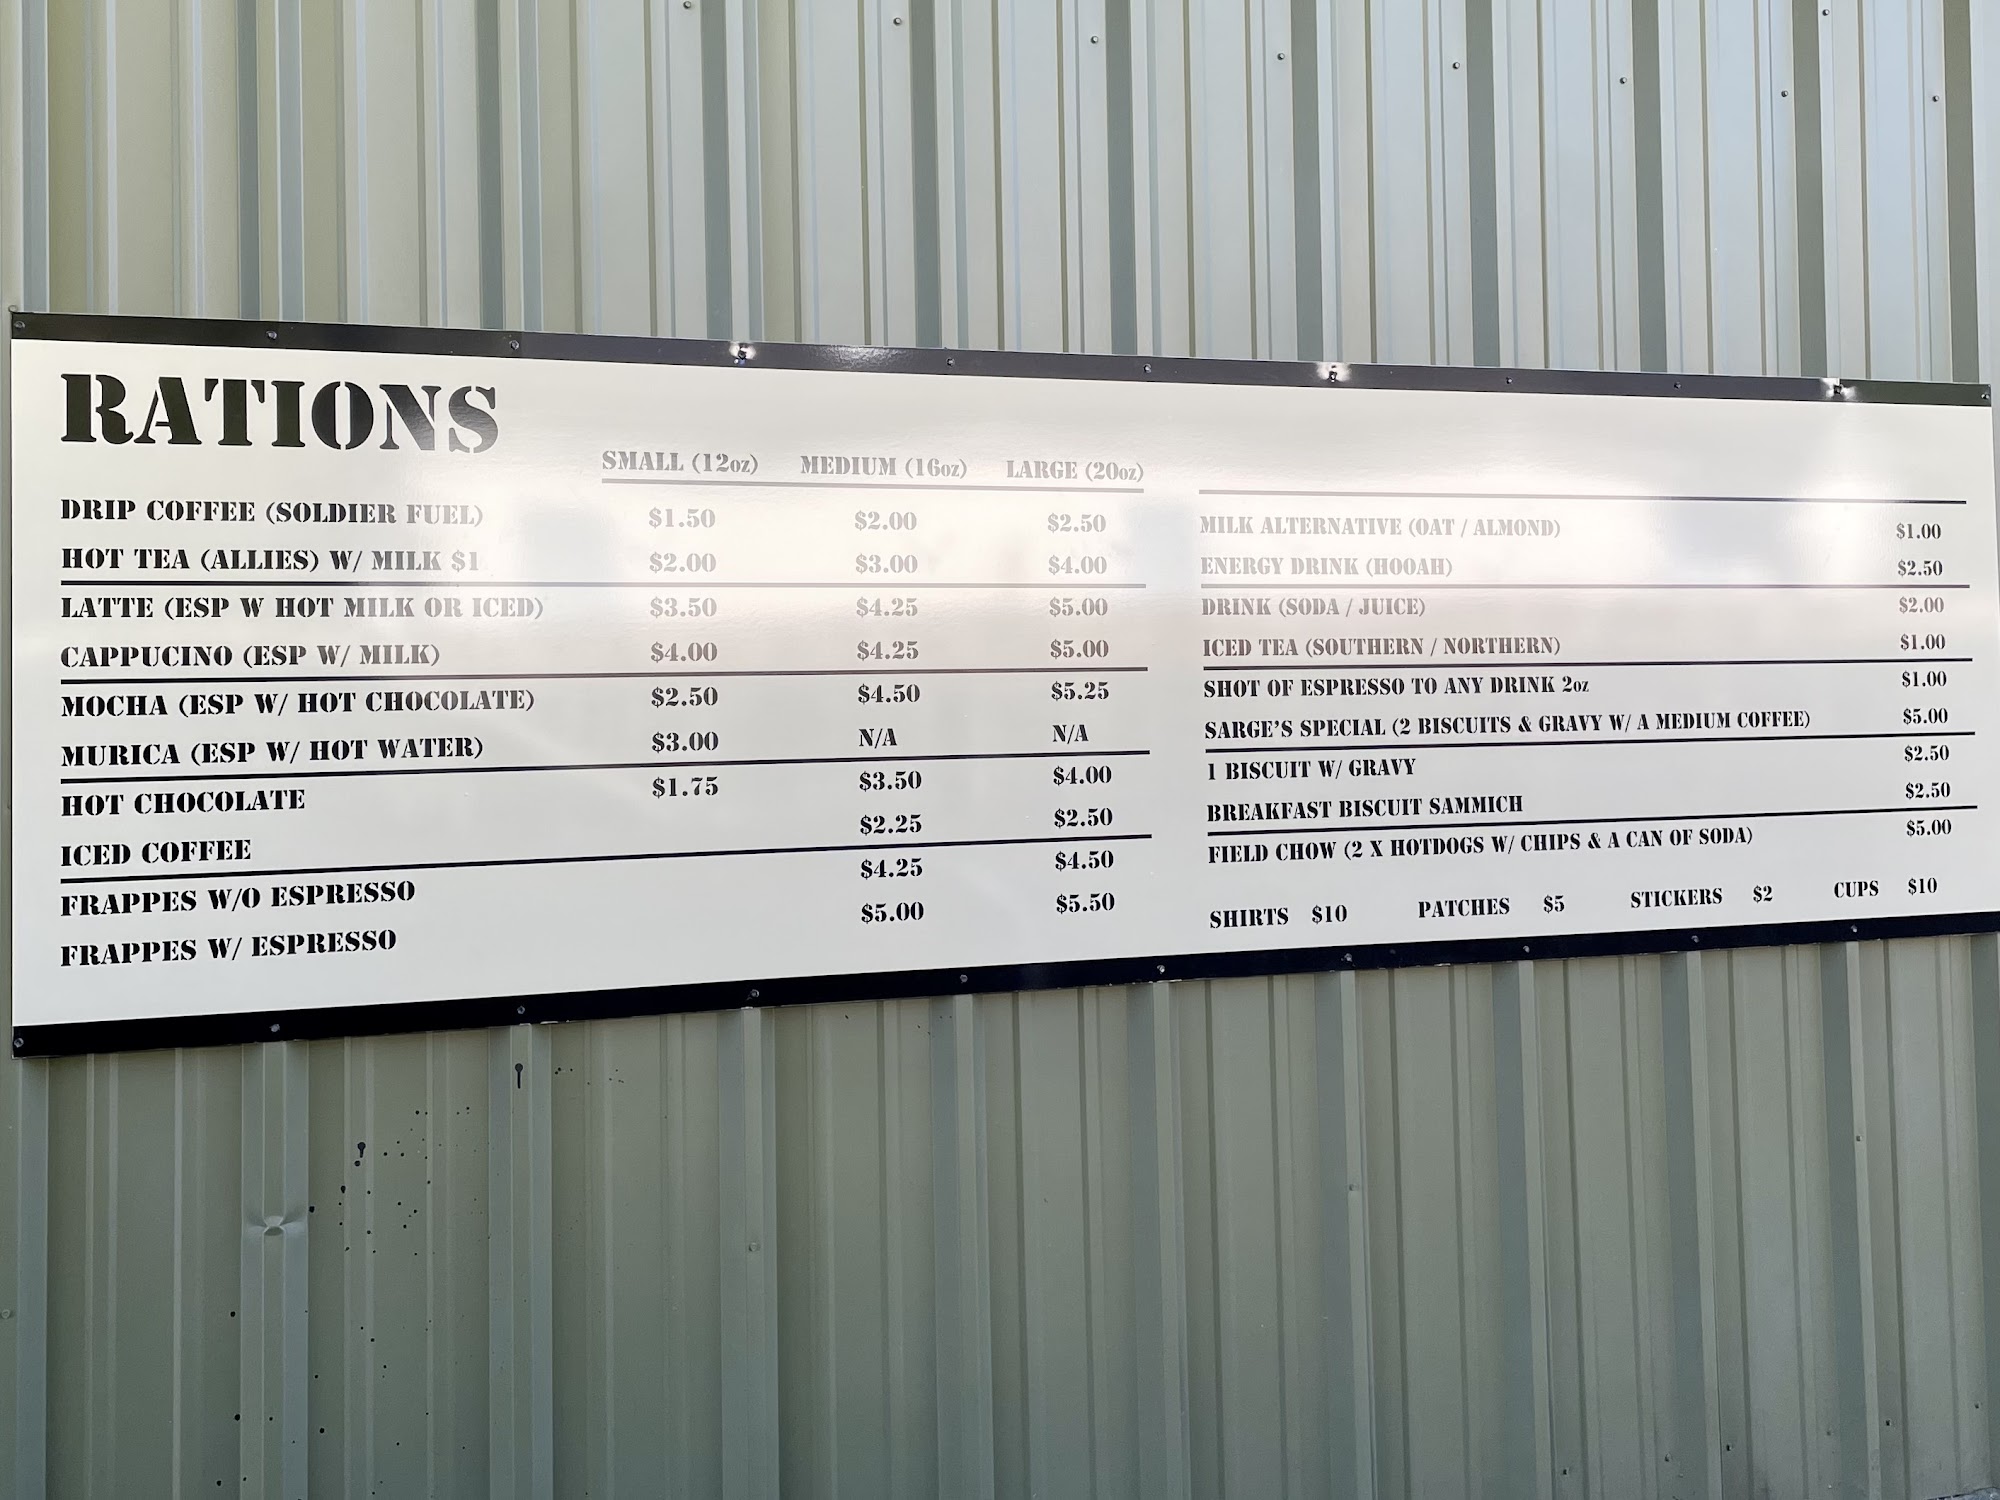 RATIONS
SMALL (12oz) MEDIUM (16oz) LARGE (20oz)
DRIP COFFEE (SOLDIER FUEL) $1.50 $2.00 $2.50
HOT TEA (ALLIES) W/ MILK $1 $2.00 $3.00 $4.00
LATTE (ESP W HOT MILK OR ICED) $3.50 $4.25 $5.00
CAPPUCINO (ESP W/ MILK) $4.00 $4.25 $5.00
MOCHA (ESP W/ HOT CHOCOLATE) $2.50 $4.50 $5.25
MURICA (ESP W/ HOT WATER) $3.00 N/A N/A
HOT CHOCOLATE $1.75 $3.50 $4.00
ICED COFFEE $2.25 $2.50
FRAPPES W/O ESPRESSO $4.25 $4.50
FRAPPES W/ ESPRESSO $5.00 $5.50
MILK ALTERNATIVE (OAT / ALMOND) $1.00
ENERGY DRINK (HOOAH) $2.50
DRINK (SODA / JUICE) $2.00
ICED TEA (SOUTHERN / NORTHERN) $1.00
SHOT OF ESPRESSO TO ANY DRINK 2oz $1.00
SARGE'S SPECIAL (2 BISCUITS & GRAVY W/ A MEDIUM COFFEE) $5.00
1 BISCUIT W/ GRAVY $2.50
BREAKFAST BISCUIT SAMMICH $2.50
FIELD CHOW (2 X HOTDOGS W/ CHIPS & A CAN OF SODA) $5.00
SHIRTS $10 PATCHES $5 STICKERS $2 CUPS $10